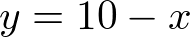 y = 10 − x